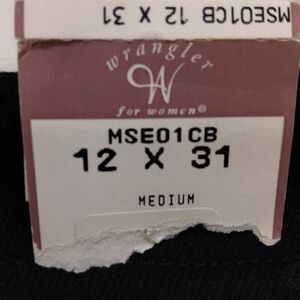 MSE01CB 12 X 31
wrangler
W
for women®
MSE01CB
12 X 31
MEDIUM